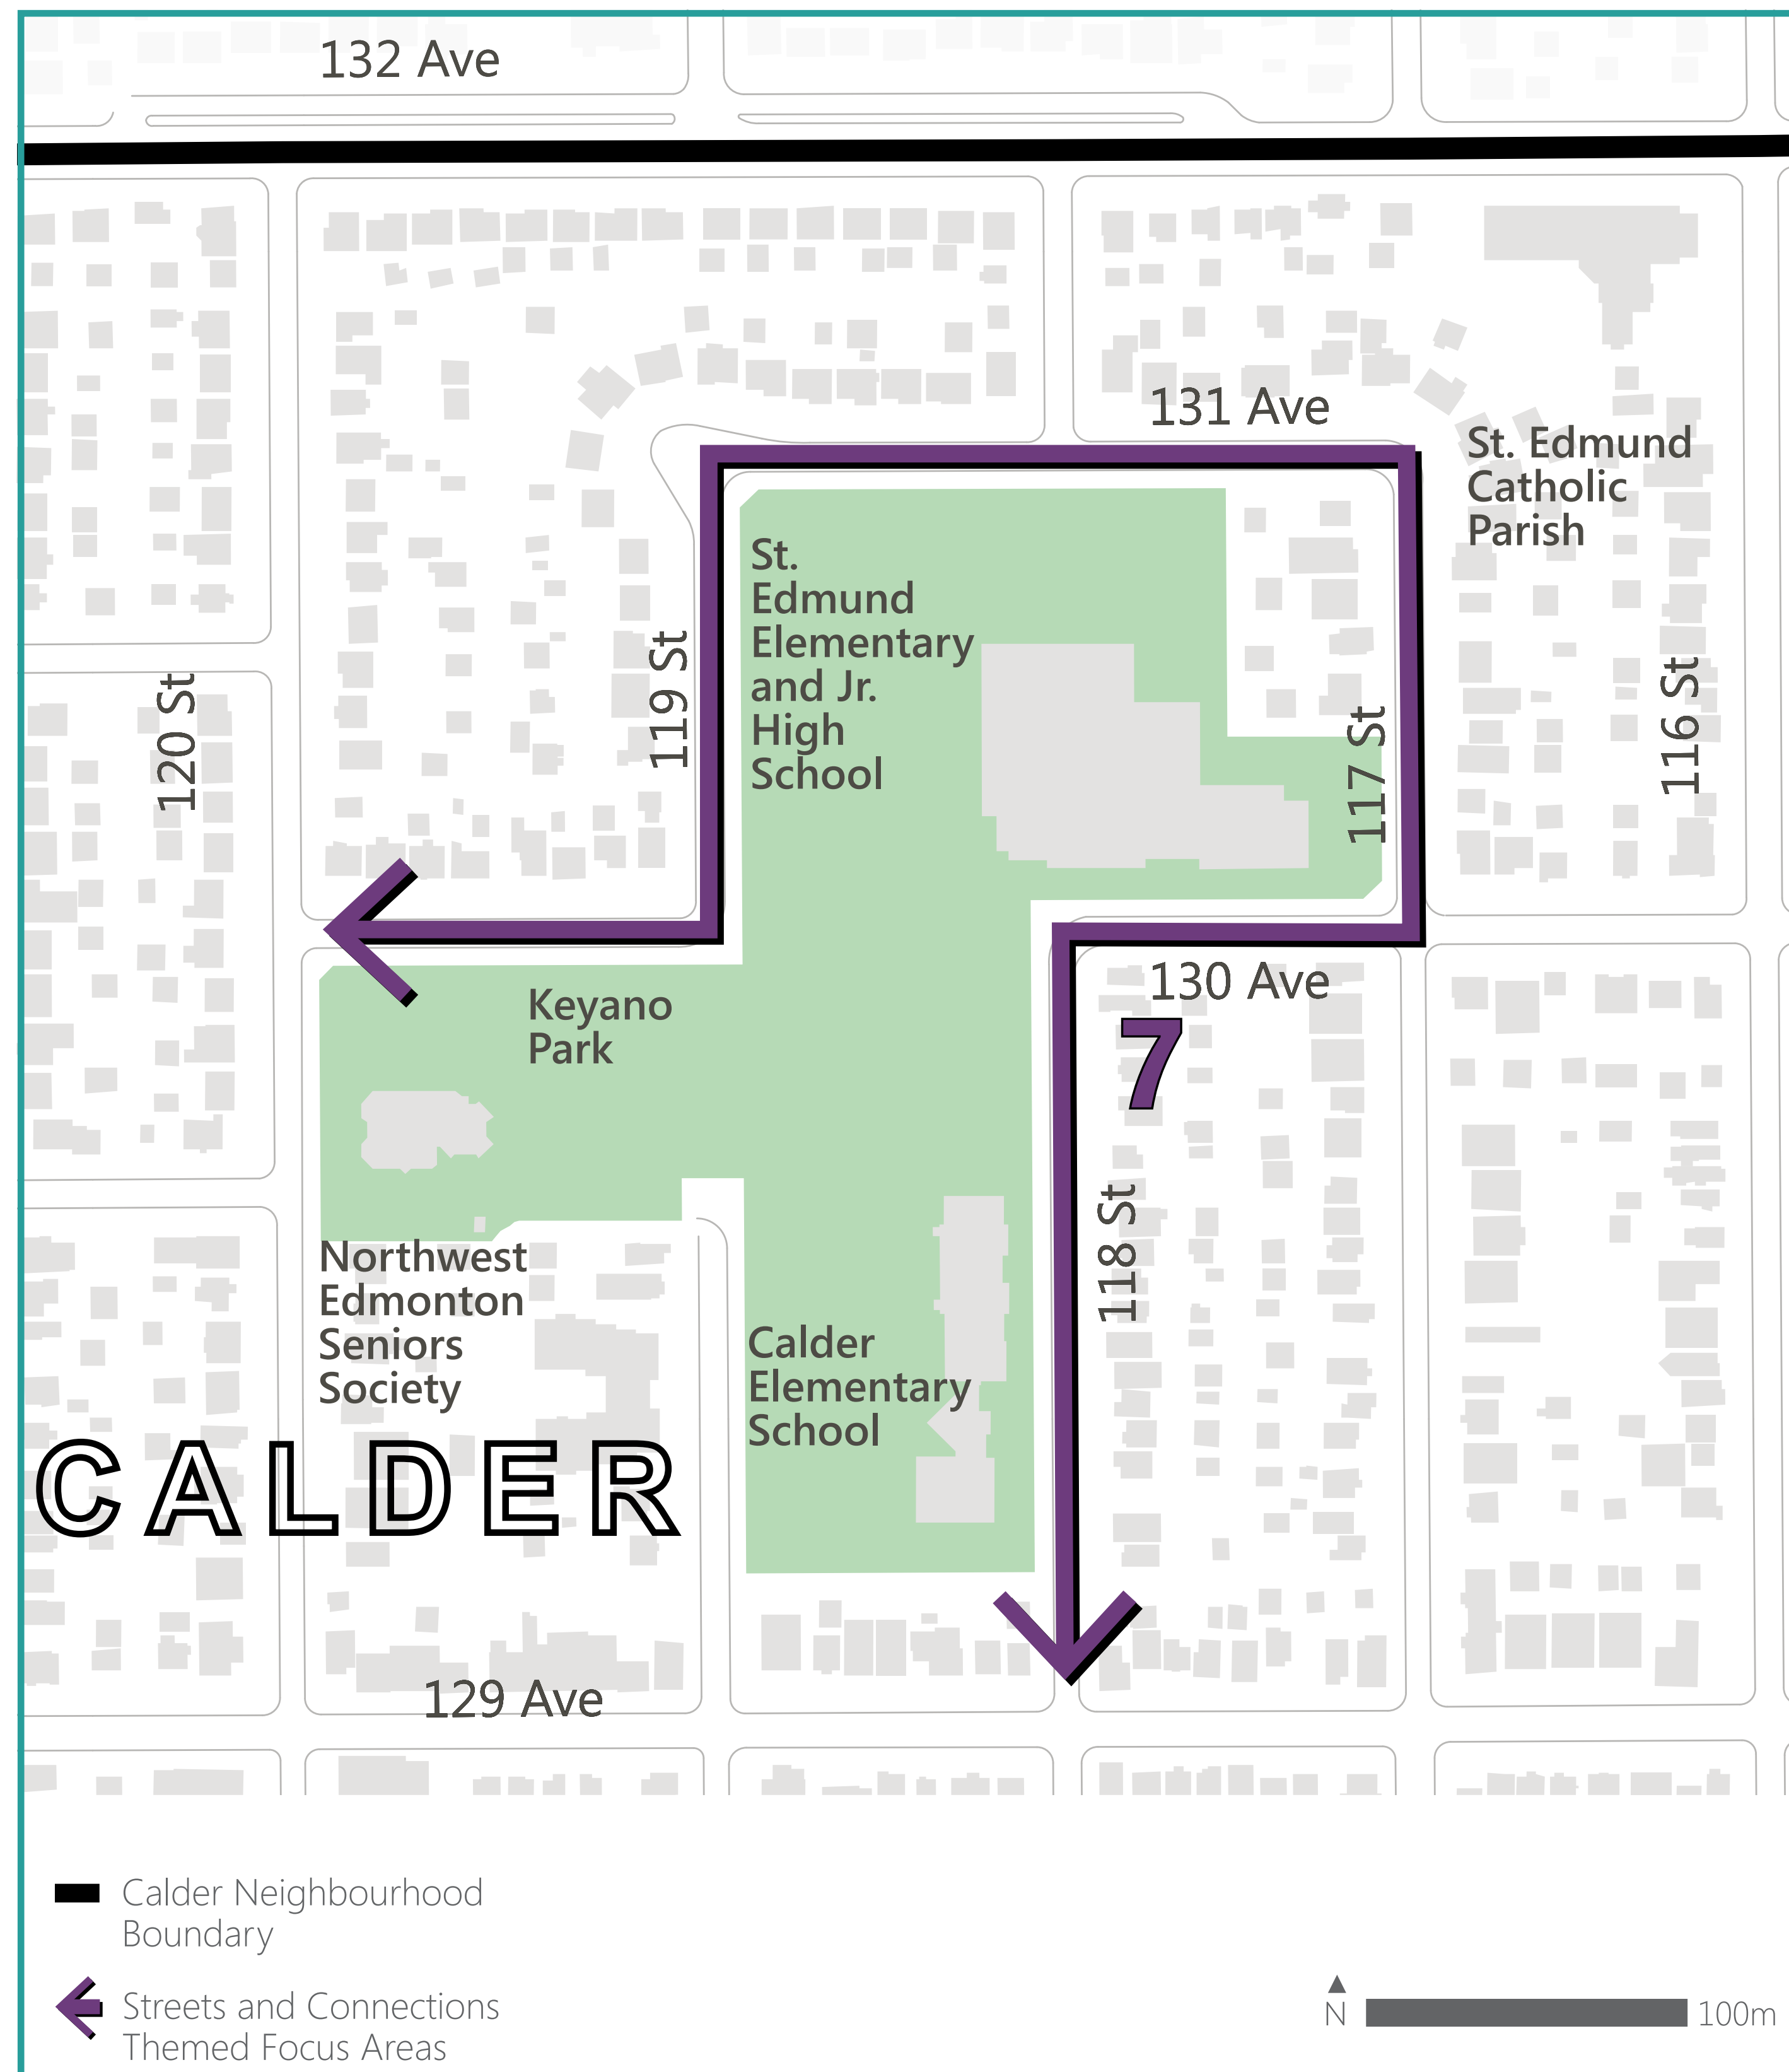 132 Ave
131 Ave
St. Edmund
Catholic
Parish
St.
Edmund
Elementary
and Jr.
High
School
119 St
120 St
117 St
116 St
130 Ave
Keyano
Park
7
118 St
Northwest
Edmonton
Seniors
Society
Calder
Elementary
School
CALDER
129 Ave
Calder Neighbourhood
Boundary
Streets and Connections
Themed Focus Areas
N
100m